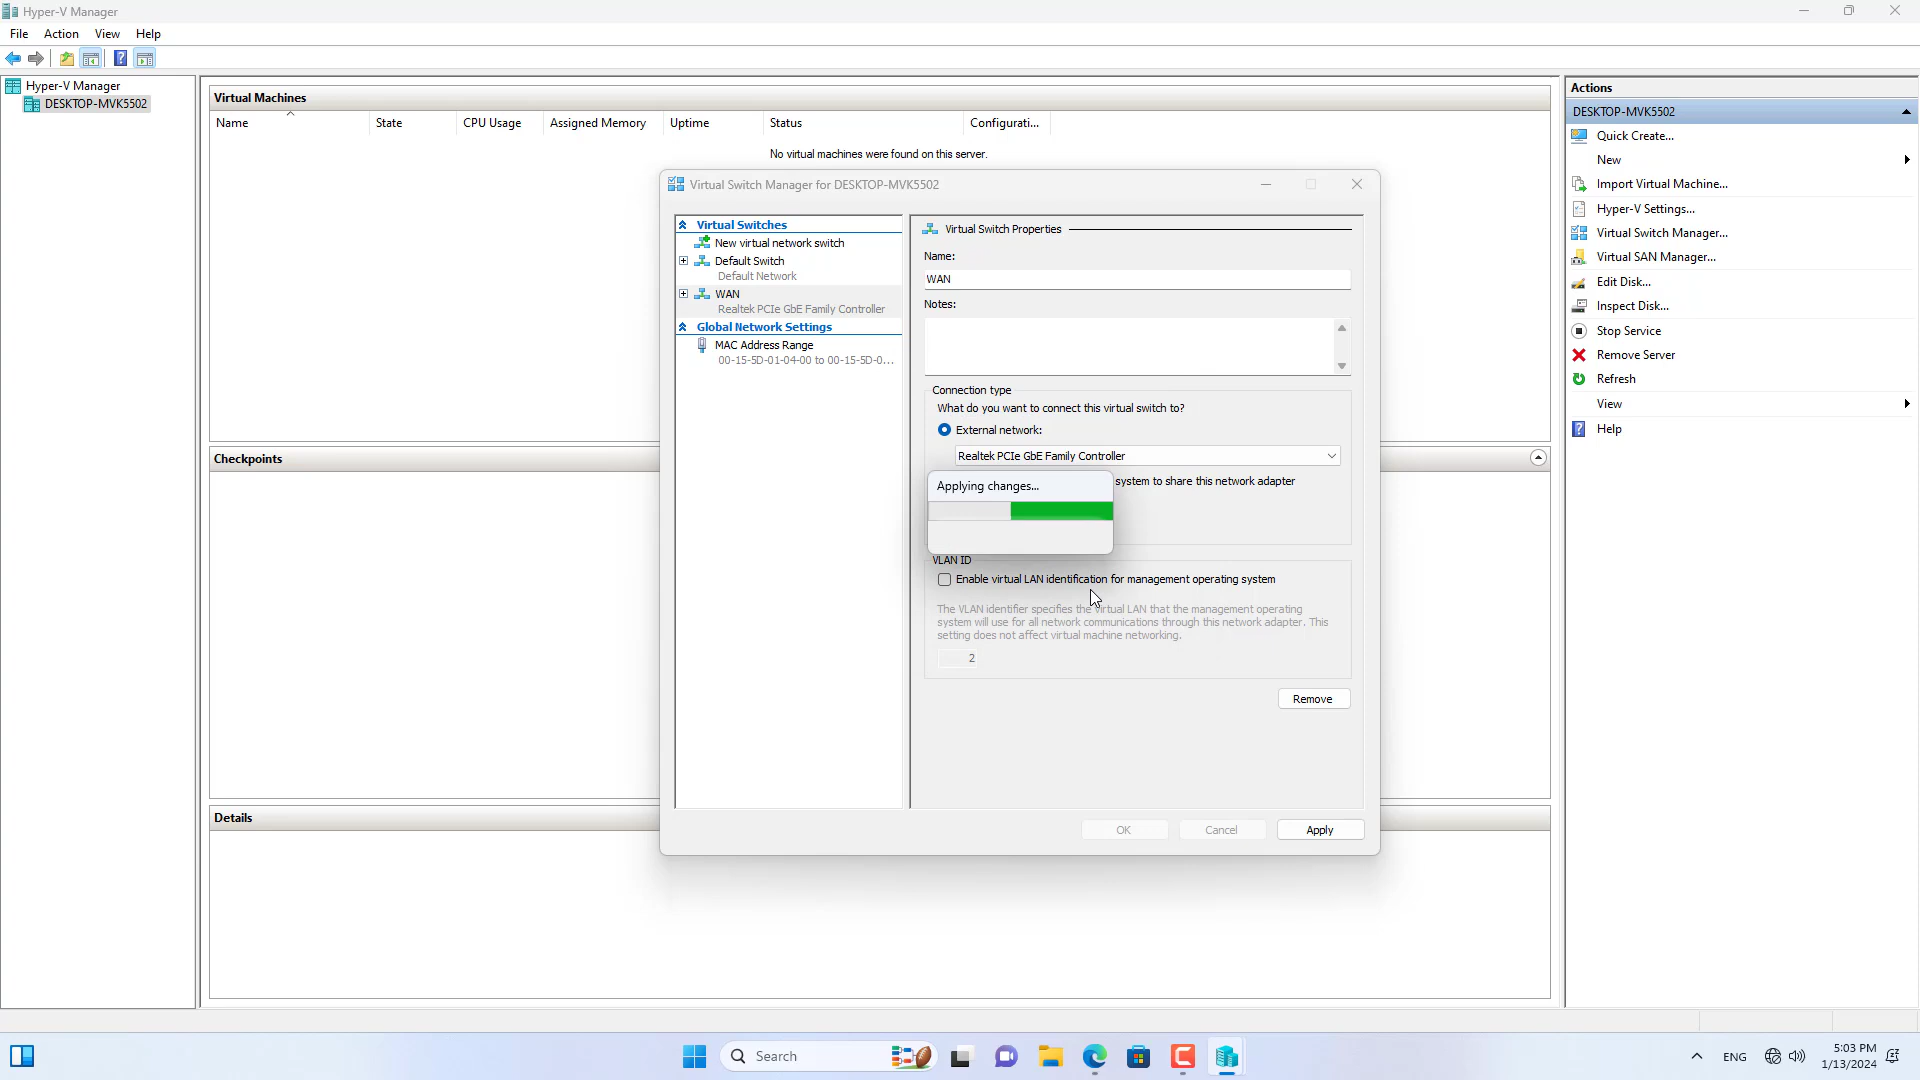 Hyper-V Manager
File Action View Help
Hyper-V Manager
DESKTOP-MVK5502
Virtual Machines
Name State CPU Usage Assigned Memory Uptime Status Configurati...
No virtual machines were found on this server.
Checkpoints
Details
Virtual Switch Manager for DESKTOP-MVK5502
Virtual Switches
New virtual network switch
Default Switch
Default Network
WAN
Realtek PCIe GbE Family Controller
Global Network Settings
MAC Address Range
00-15-5D-01-04-00 to 00-15-5D-0...
Virtual Switch Properties
Name:
WAN
Notes:
Connection type
What do you want to connect this virtual switch to?
External network:
Realtek PCIe GbE Family Controller
system to share this network adapter
Applying changes...
VLAN ID
Enable virtual LAN identification for management operating system
The VLAN identifier specifies the virtual LAN that the management operating
system will use for all network communications through this network adapter. This
setting does not affect virtual machine networking.
2
Remove
OK Cancel Apply
Actions
DESKTOP-MVK5502
Quick Create...
New
Import Virtual Machine...
Hyper-V Settings...
Virtual Switch Manager...
Virtual SAN Manager...
Edit Disk...
Inspect Disk...
Stop Service
Remove Server
Refresh
View
Help
Search
ENG
5:03 PM
1/13/2024